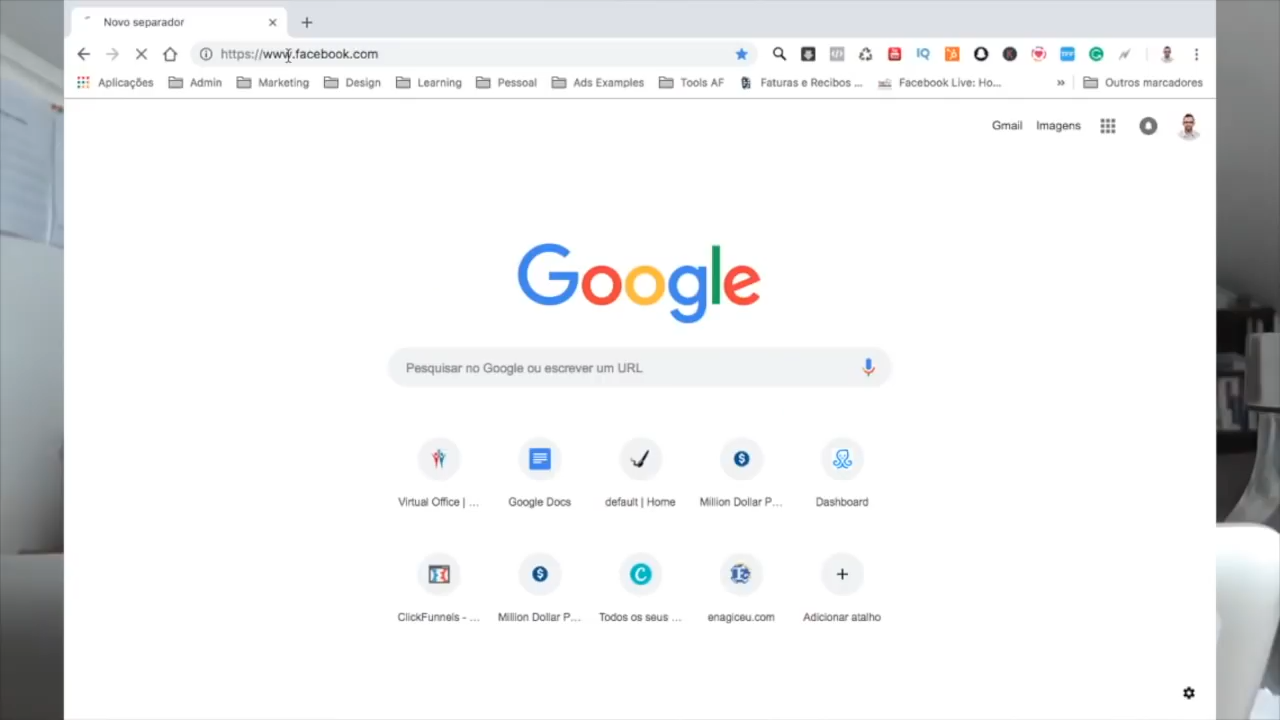 Novo separador
https://www.facebook.com
Aplicações Admin Marketing Design Learning Pessoal Ads Examples Tools AF Faturas e Recibos ... Facebook Live: Ho... » Outros marcadores
Gmail Imagens
Google
Pesquisar no Google ou escrever um URL
Virtual Office | ... Google Docs default | Home Million Dollar P... Dashboard
ClickFunnels - ... Million Dollar P... Todos os seus ... enagiceu.com Adicionar atalho